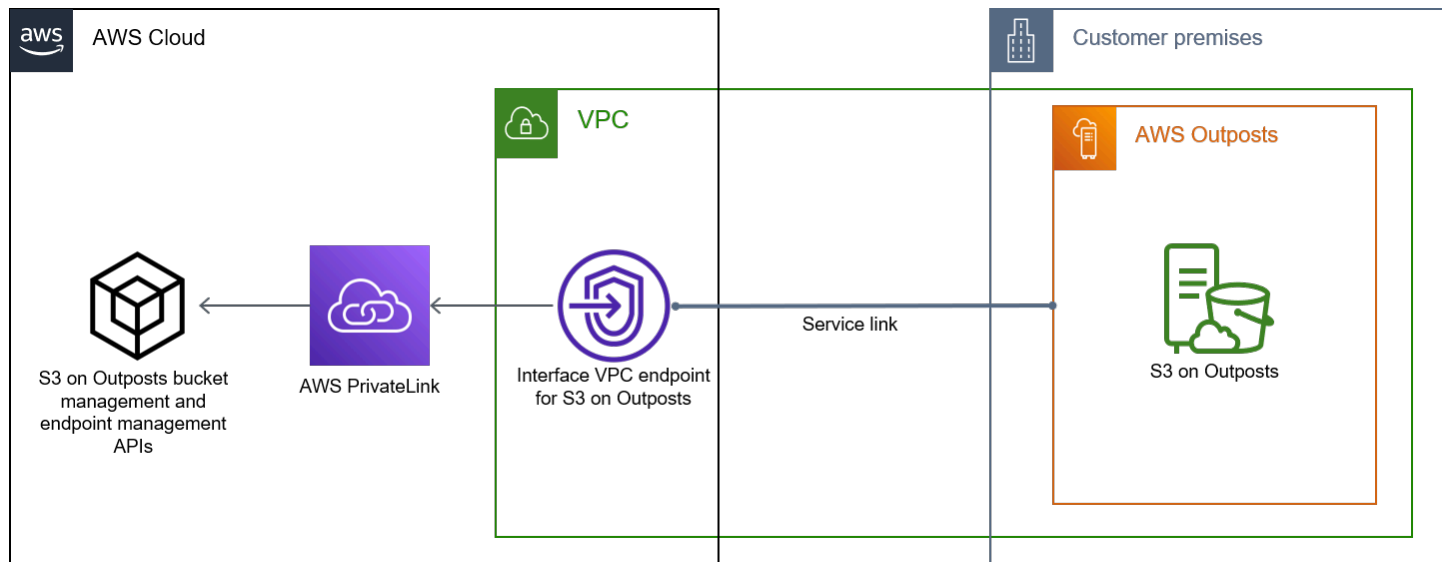 aws
AWS Cloud
Customer premises
VPC
AWS Outposts
S3 on Outposts bucket
management and
endpoint management
APIs
AWS PrivateLink
Interface VPC endpoint
for S3 on Outposts
Service link
S3 on Outposts